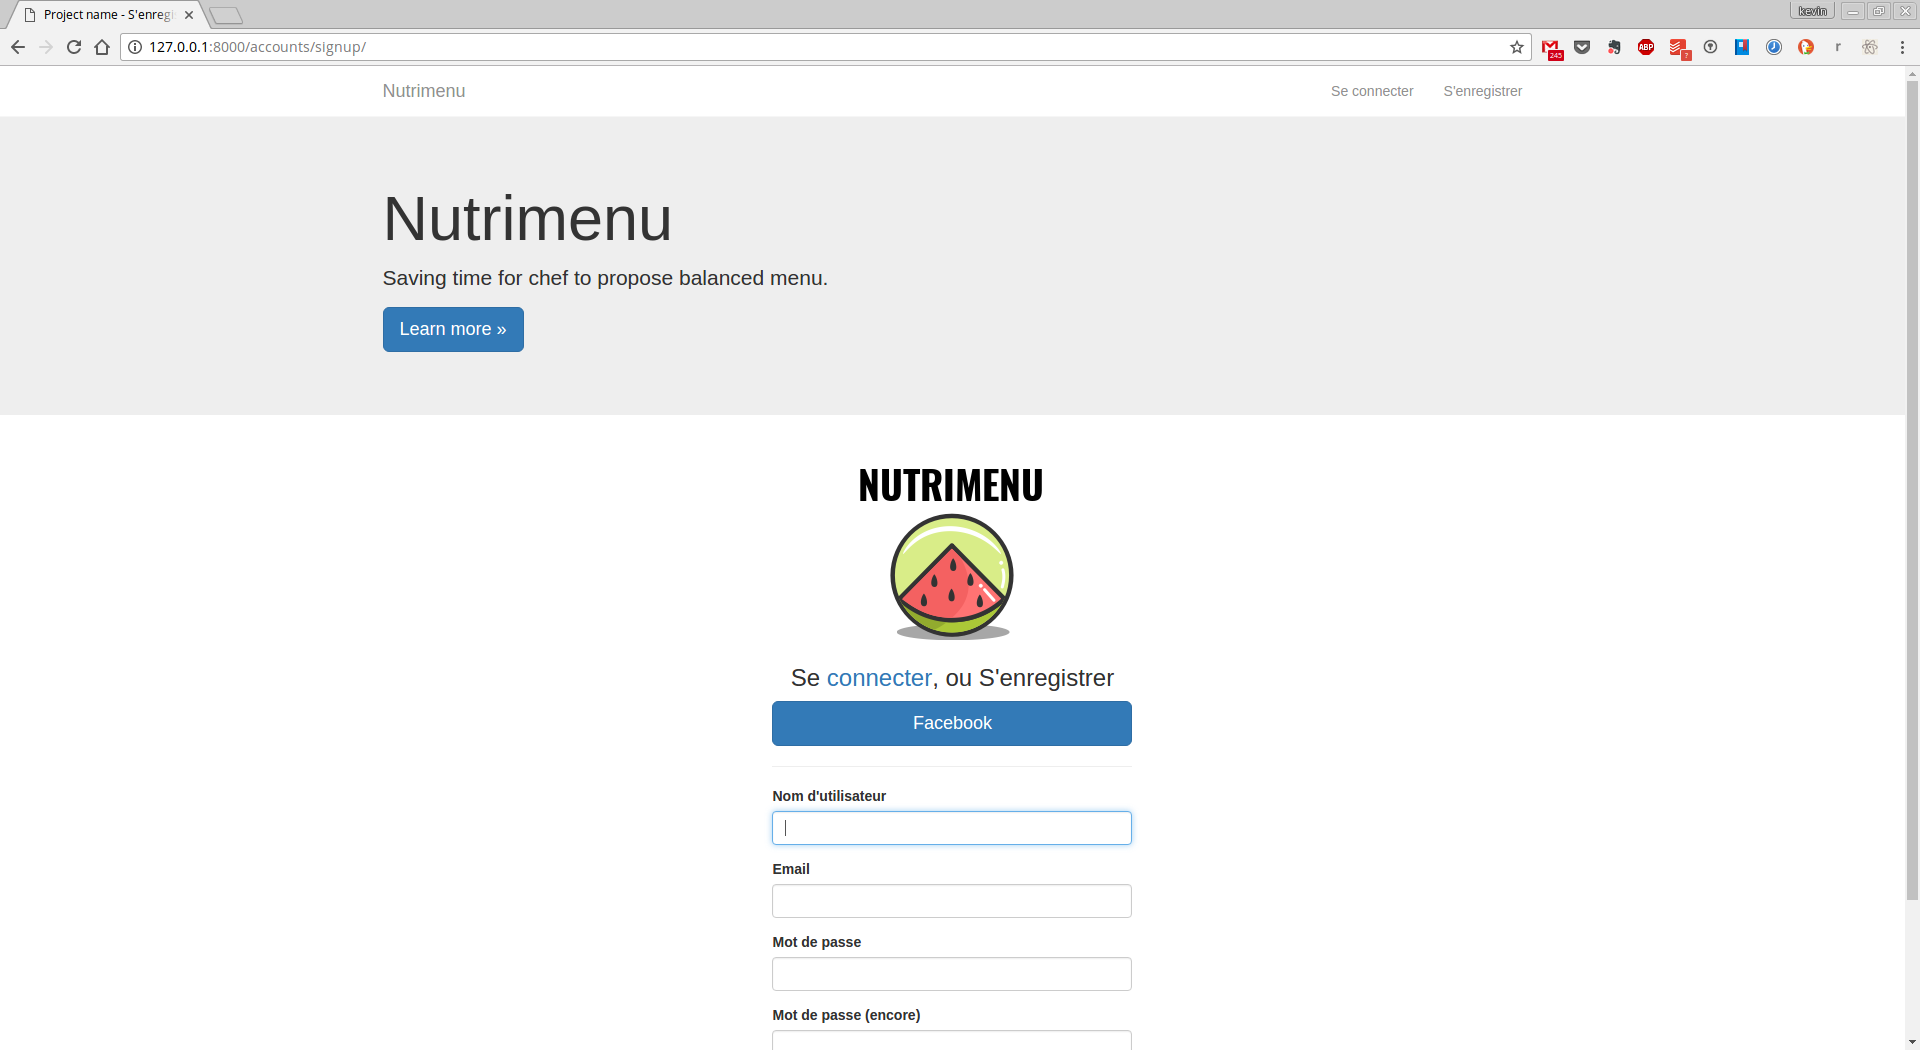 Project name - S'enregi
kevin
127.0.0.1:8000/accounts/signup/
245
ABP
?
r
Nutrimenu
Se connecter
S'enregistrer
Nutrimenu
Saving time for chef to propose balanced menu.
Learn more »
NUTRIMENU
Se connecter, ou S'enregistrer
Facebook
Nom d'utilisateur
Email
Mot de passe
Mot de passe (encore)